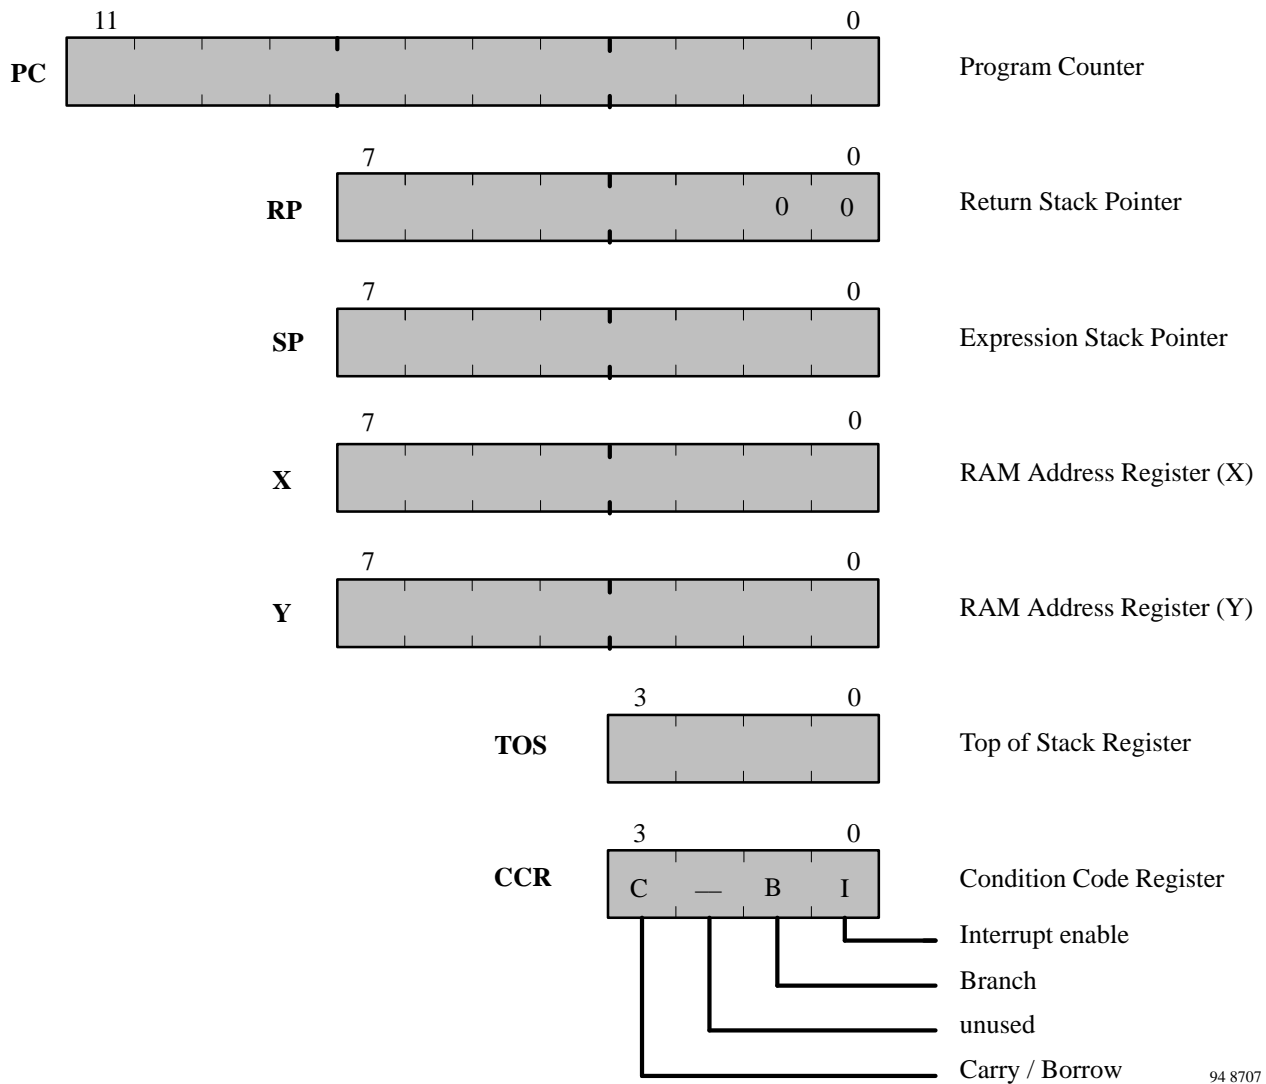 11 0
PC Program Counter
7 0
RP 0 0 Return Stack Pointer
7 0
SP Expression Stack Pointer
7 0
X RAM Address Register (X)
7 0
Y RAM Address Register (Y)
3 0
TOS Top of Stack Register
3 0
CCR C — B I Condition Code Register
Interrupt enable
Branch
unused
Carry / Borrow
94 8707